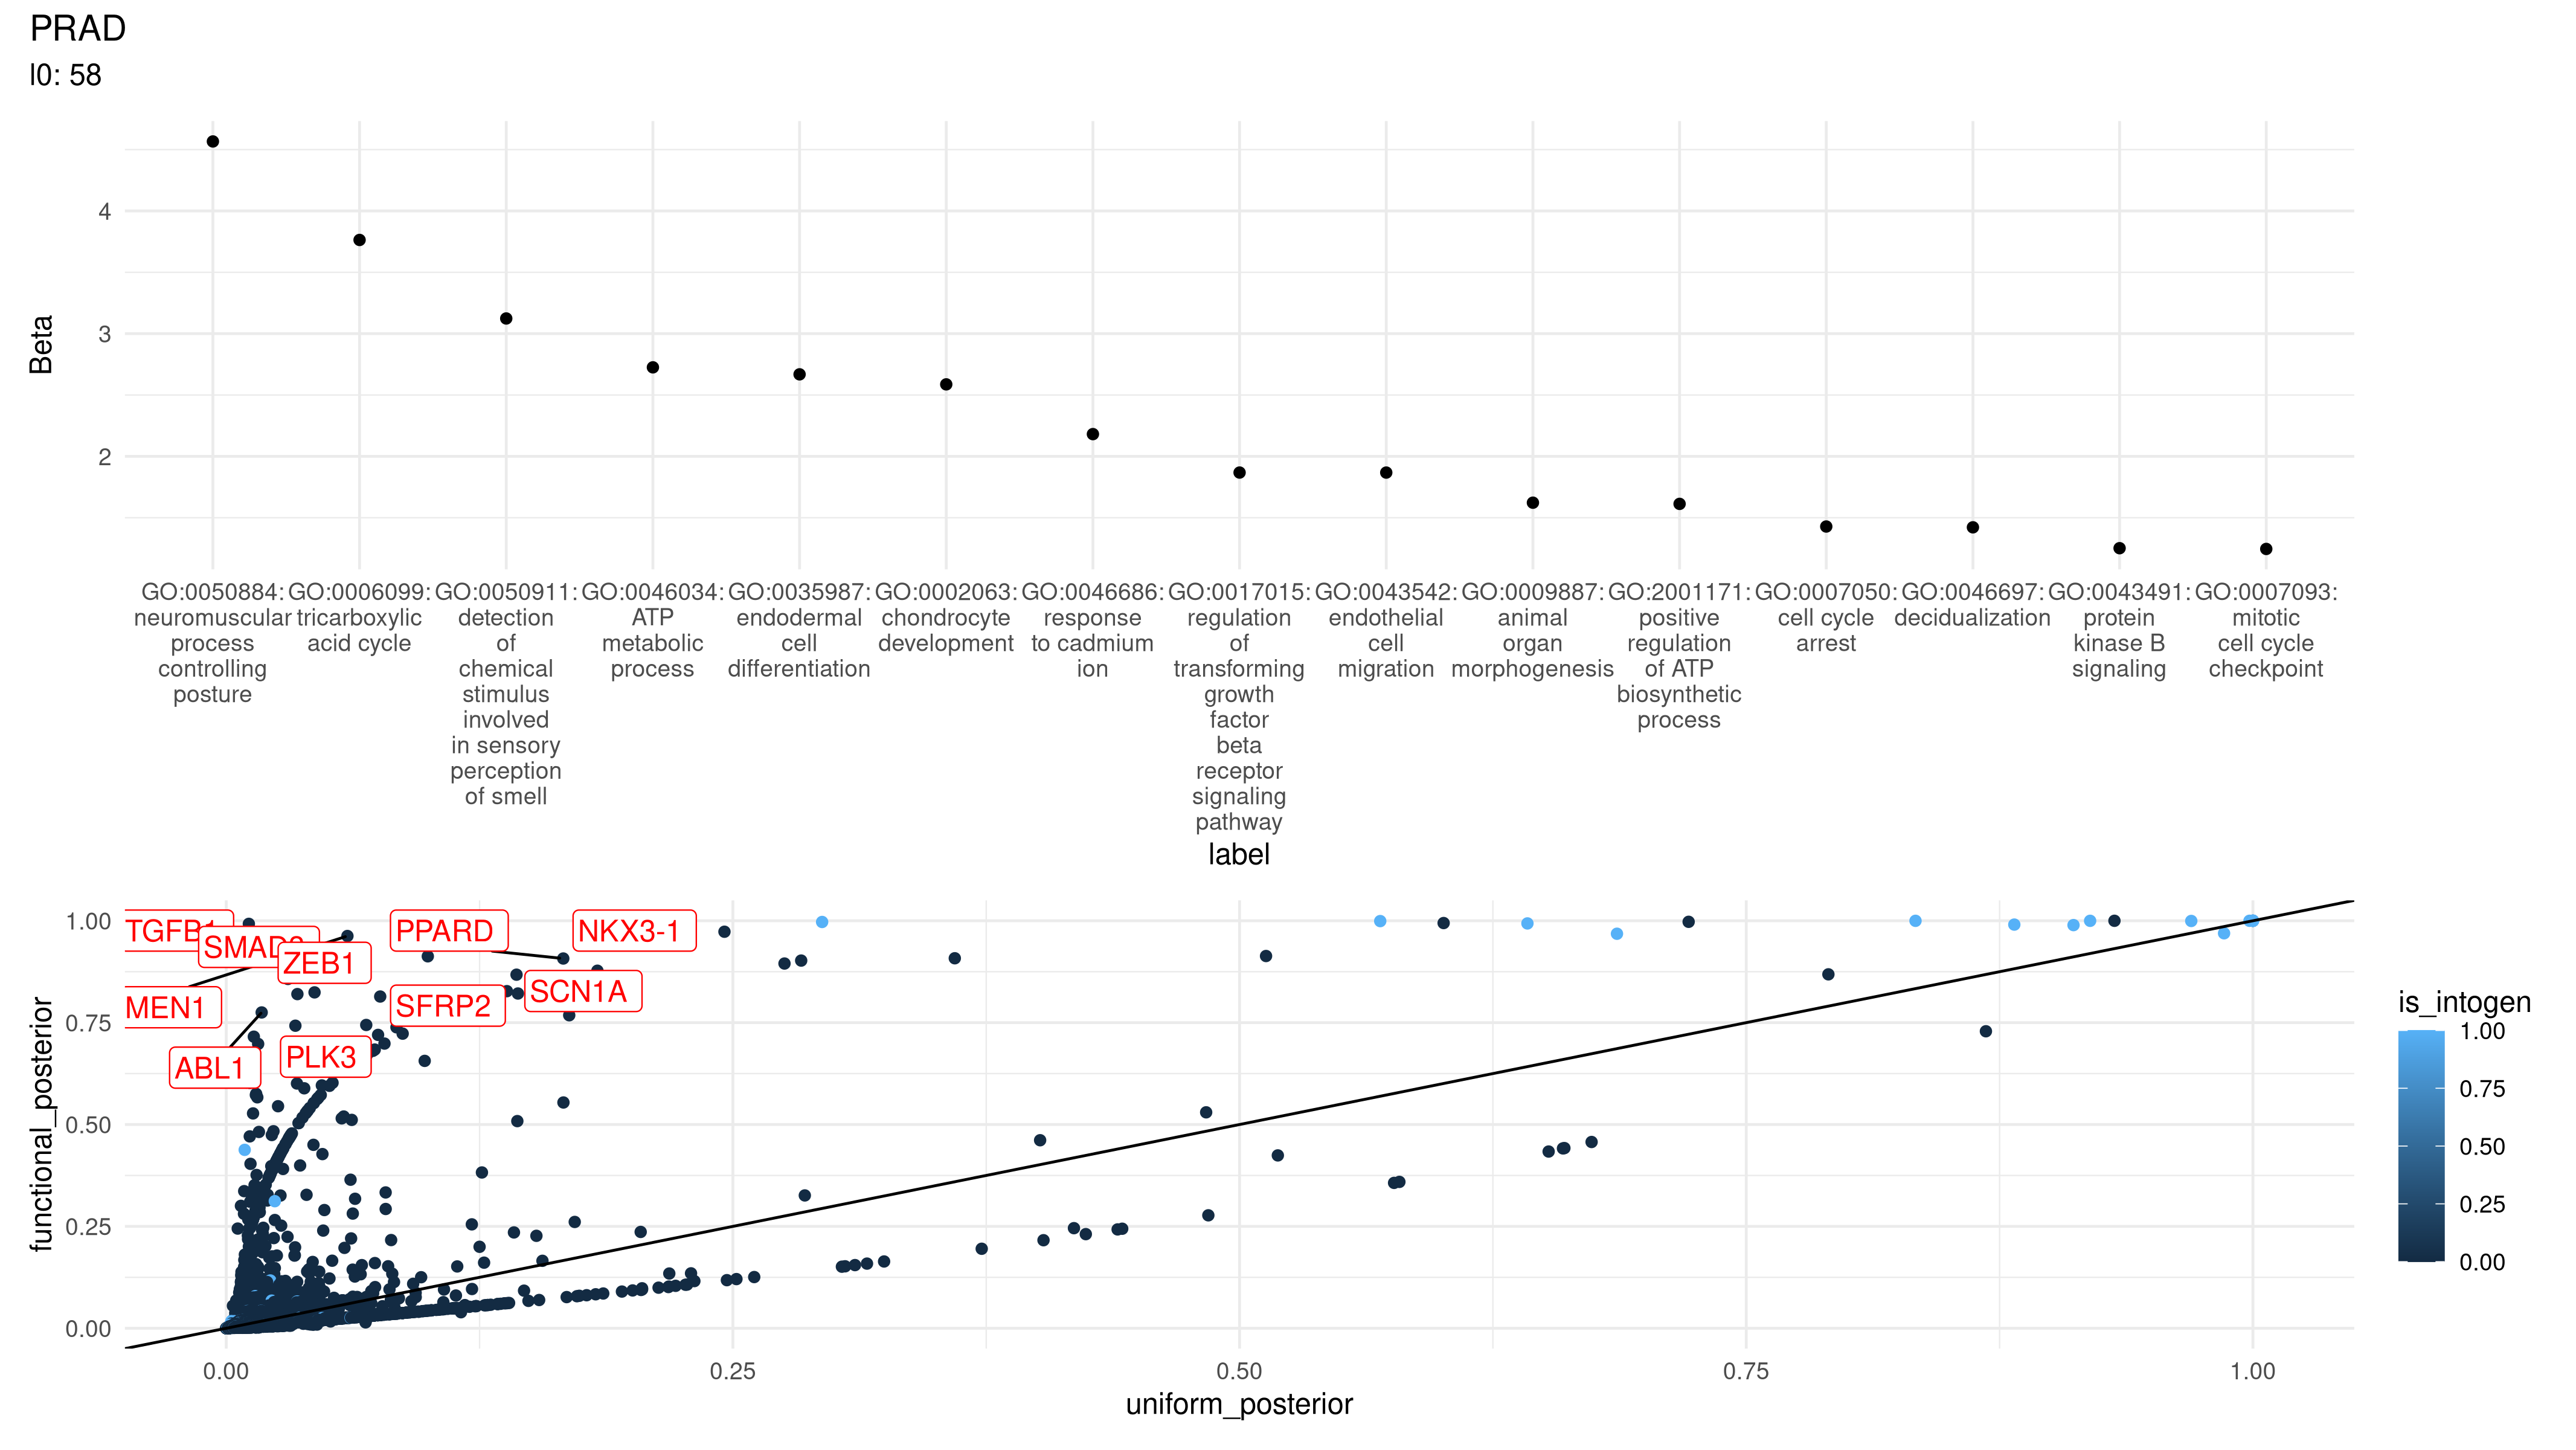 PRAD
l0: 58
Beta
4
3
2
GO:0050884: GO:0006099: GO:0050911: GO:0046034: GO:0035987: GO:0002063: GO:0046686: GO:0017015: GO:0043542: GO:0009887: GO:2001171: GO:0007050: GO:0046697: GO:0043491: GO:0007093:
neuromuscular tricarboxylic detection ATP endodermal chondrocyte response regulation endothelial animal positive cell cycle decidualization protein mitotic
process acid cycle of metabolic cell development to cadmium of cell organ regulation arrest kinase B cell cycle
controlling chemical process differentiation ion transforming migration morphogenesis of ATP signaling checkpoint
posture stimulus growth biosynthetic
involved factor process
in sensory beta
perception receptor
of smell signaling
pathway
label
functional_posterior
1.00
0.75
0.50
0.25
0.00
TGFB1
PPARD
NKX3-1
ZEB1
MEN1
SFRP2
SCN1A
ABL1
PLK3
0.00 0.25 0.50 0.75 1.00
uniform_posterior
is_intogen
1.00
0.75
0.50
0.25
0.00